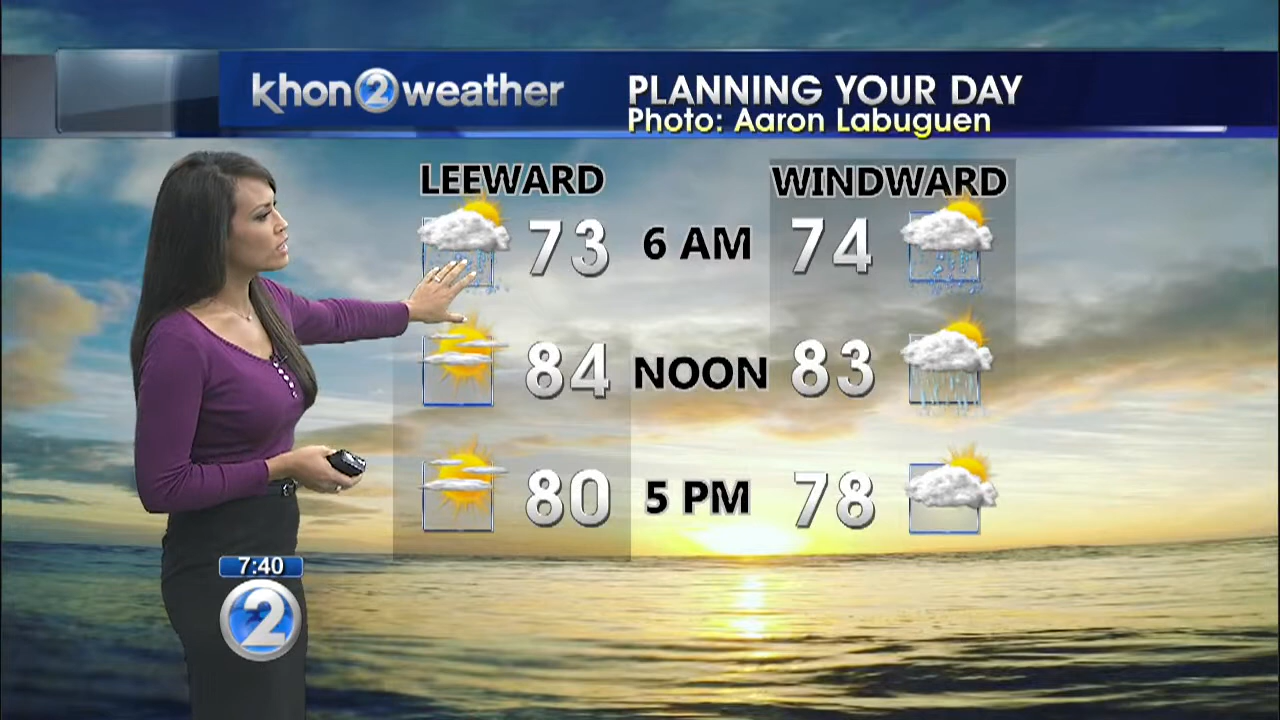 khon2weather
PLANNING YOUR DAY
Photo: Aaron Labuguen
LEEWARD
WINDWARD
73 6 AM 74
84 NOON 83
80 5 PM 78
7:40
2